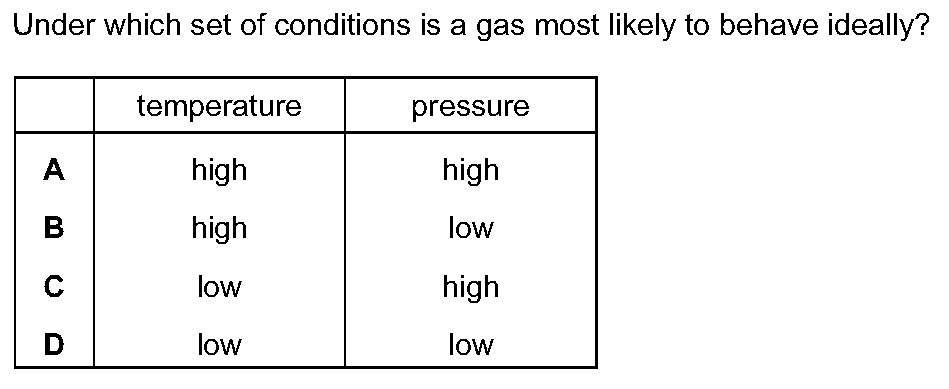 Under which set of conditions is a gas most likely to behave ideally?
temperature pressure
A high high
B high low
C low high
D low low